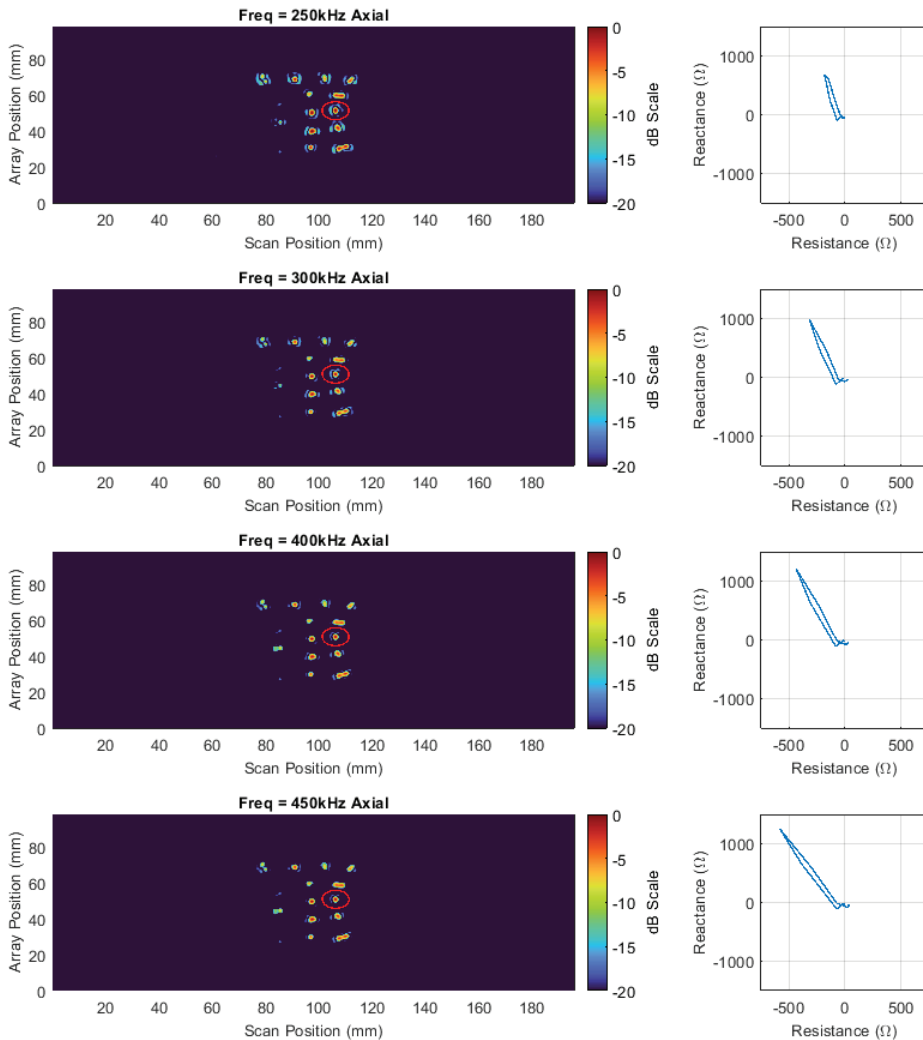 Freq = 250kHz Axial
Array Position (mm)
80
60
40
20
0
20 40 60 80 100 120 140 160 180
Scan Position (mm)
0
-5
-10
-15
-20
dB Scale
Reactance (Ω)
1000
0
-1000
-500 0 500
Resistance (Ω)
Freq = 300kHz Axial
Array Position (mm)
80
60
40
20
0
20 40 60 80 100 120 140 160 180
Scan Position (mm)
0
-5
-10
-15
-20
dB Scale
Reactance (Ω)
1000
0
-1000
-500 0 500
Resistance (Ω)
Freq = 400kHz Axial
Array Position (mm)
80
60
40
20
0
20 40 60 80 100 120 140 160 180
Scan Position (mm)
0
-5
-10
-15
-20
dB Scale
Reactance (Ω)
1000
0
-1000
-500 0 500
Resistance (Ω)
Freq = 450kHz Axial
Array Position (mm)
80
60
40
20
0
20 40 60 80 100 120 140 160 180
Scan Position (mm)
0
-5
-10
-15
-20
dB Scale
Reactance (Ω)
1000
0
-1000
-500 0 500
Resistance (Ω)